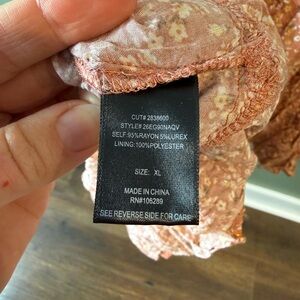 CUT# 2838600
STYLE# 26EG90NAQV
SELF:95%RAYON 5%LUREX
LINING:100%POLYESTER
SIZE: XL
MADE IN CHINA
RN#106289
SEE REVERSE SIDE FOR CARE